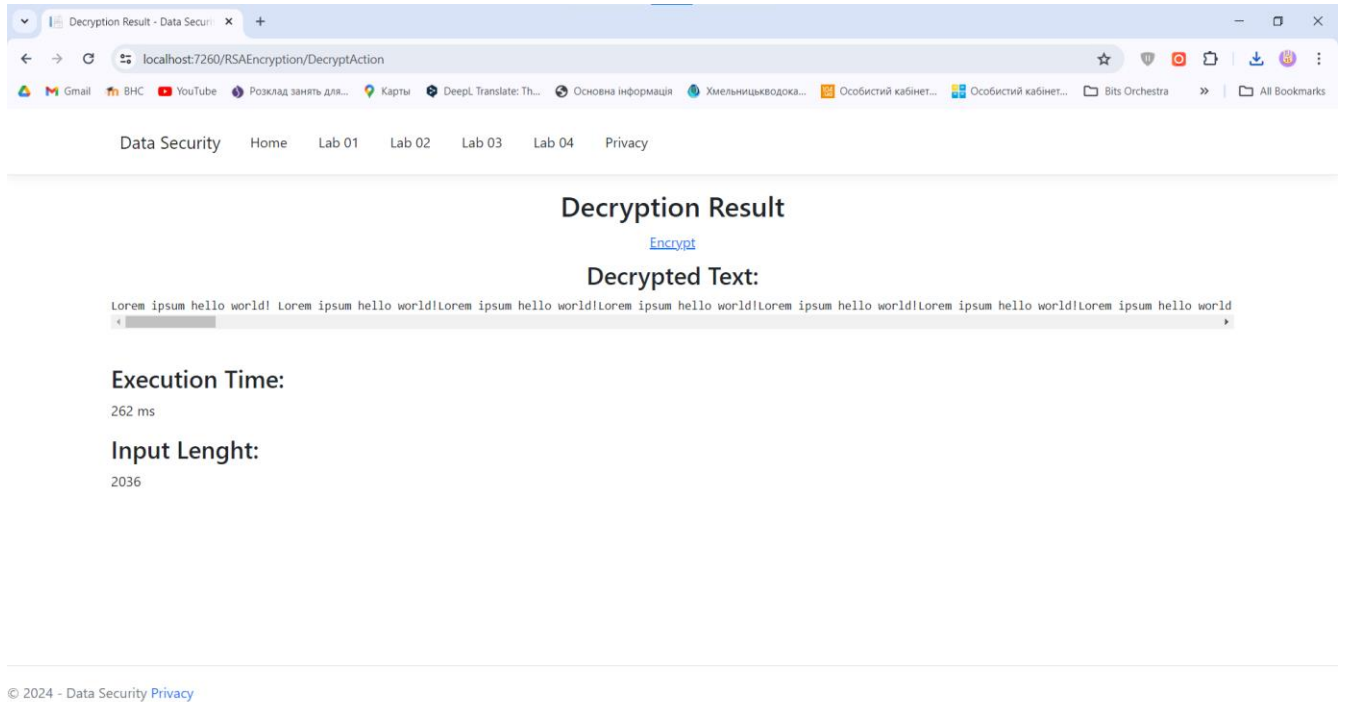 Decryption Result - Data Securi
localhost:7260/RSAEncryption/DecryptAction
Gmail ВНС YouTube Розклад занять для... Карты DeepL Translate: Th... Основна інформація Хмельницькводока... Особистий кабінет... Особистий кабінет... Bits Orchestra » All Bookmarks
Data Security Home Lab 01 Lab 02 Lab 03 Lab 04 Privacy
Decryption Result
Encrypt
Decrypted Text:
Lorem ipsum hello world! Lorem ipsum hello world!Lorem ipsum hello world!Lorem ipsum hello world!Lorem ipsum hello world!Lorem ipsum hello world!Lorem ipsum hello world
Execution Time:
262 ms
Input Lenght:
2036
© 2024 - Data Security Privacy